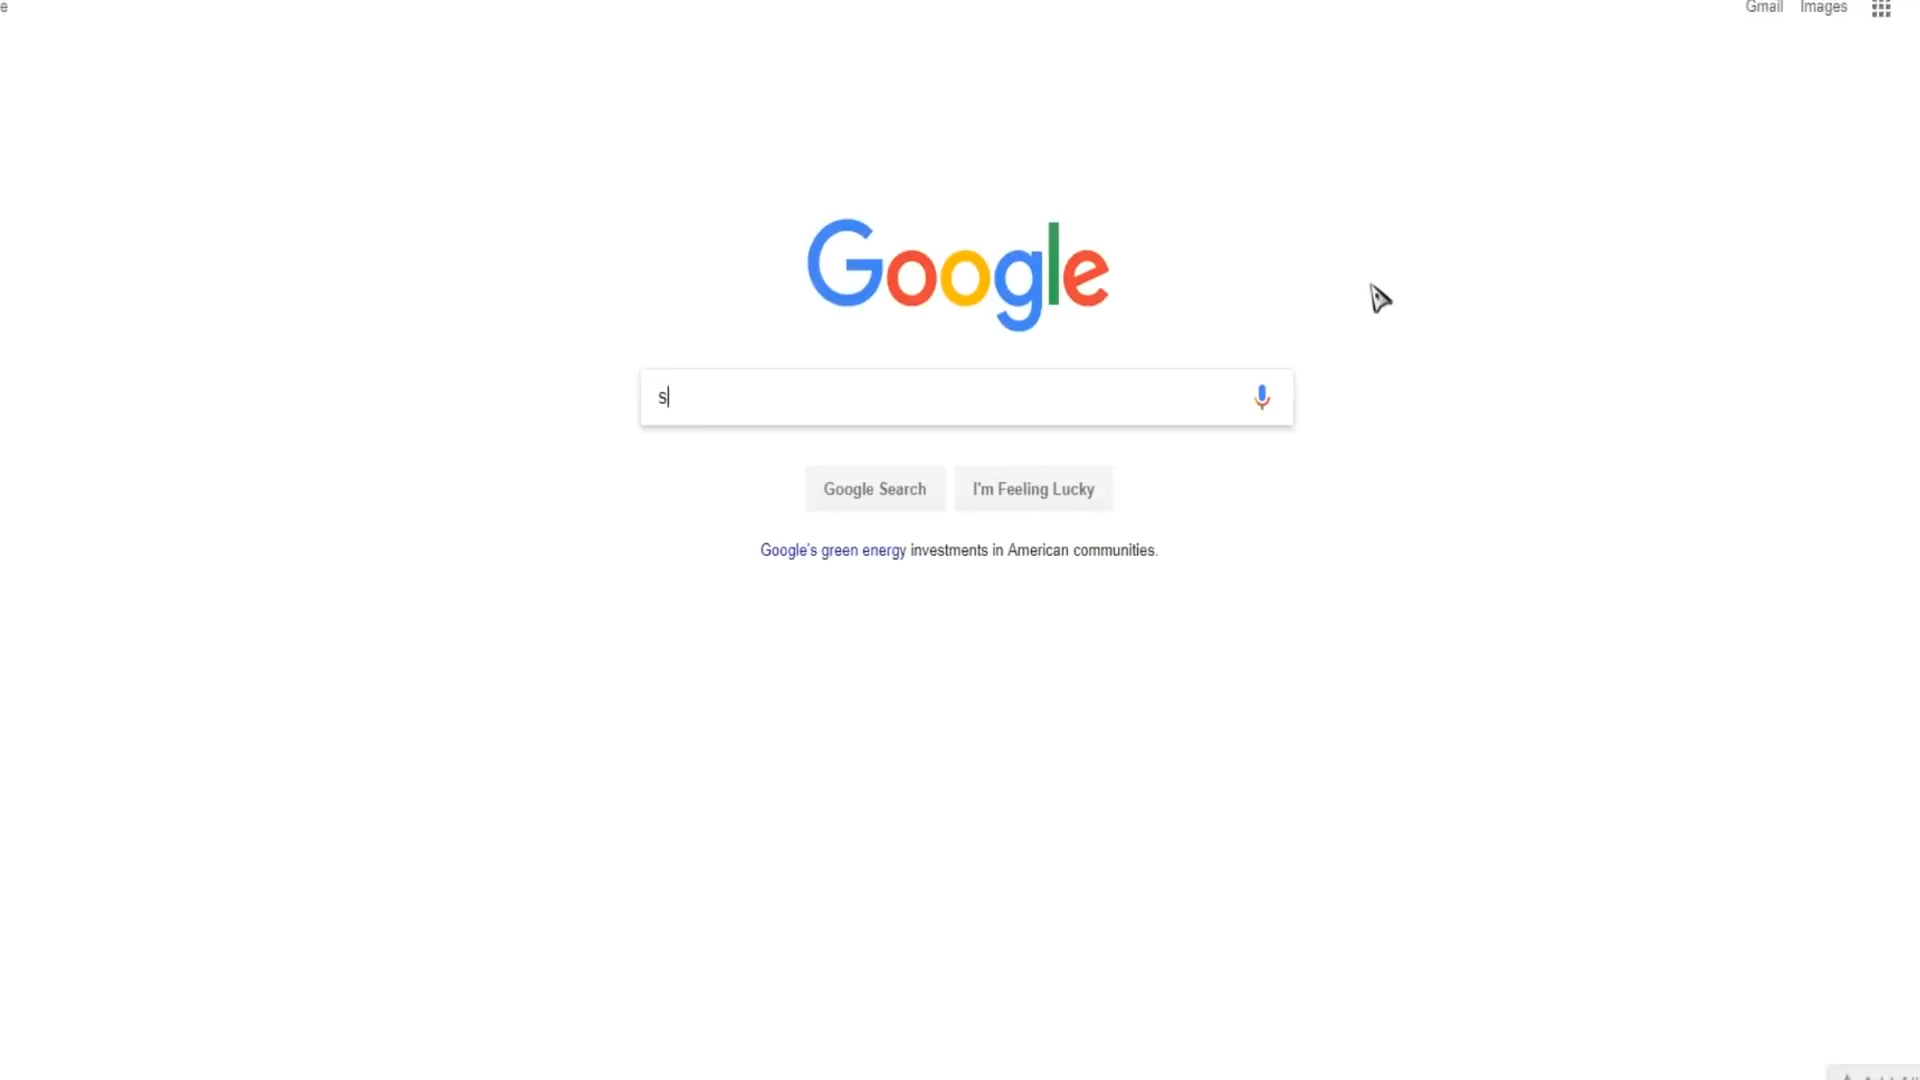 e
Gmail Images
Google
s
Google Search I'm Feeling Lucky
Google's green energy investments in American communities.